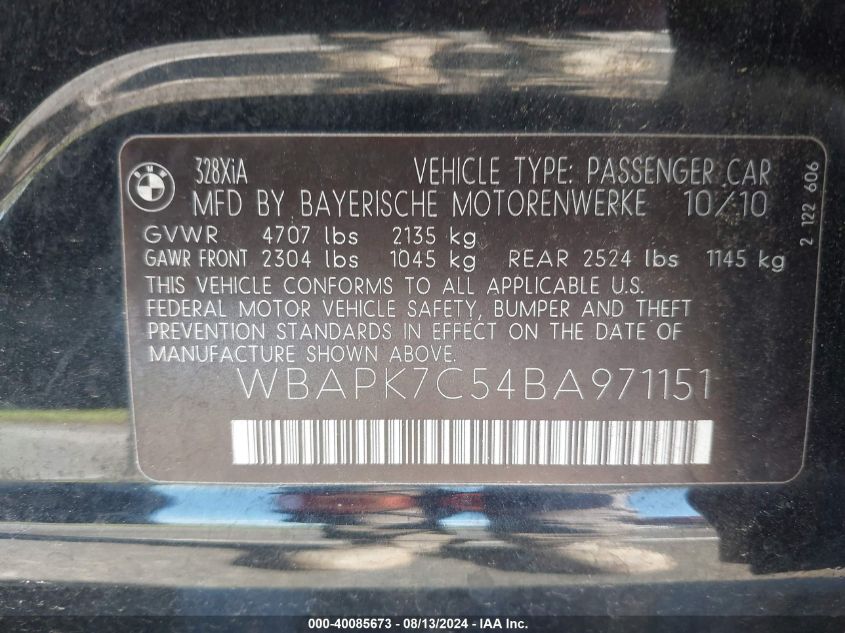 BMW
328XiA VEHICLE TYPE: PASSENGER CAR
MFD BY BAYERISCHE MOTORENWERKE 10/10
GVWR 4707 lbs 2135 kg
GAWR FRONT 2304 lbs 1045 kg REAR 2524 lbs 1145 kg
THIS VEHICLE CONFORMS TO ALL APPLICABLE U.S.
FEDERAL MOTOR VEHICLE SAFETY, BUMPER AND THEFT
PREVENTION STANDARDS IN EFFECT ON THE DATE OF
MANUFACTURE SHOWN ABOVE.
WBAPK7C54BA971151
2 122 606
000-40085673 - 08/13/2024 - © IAA, Inc.